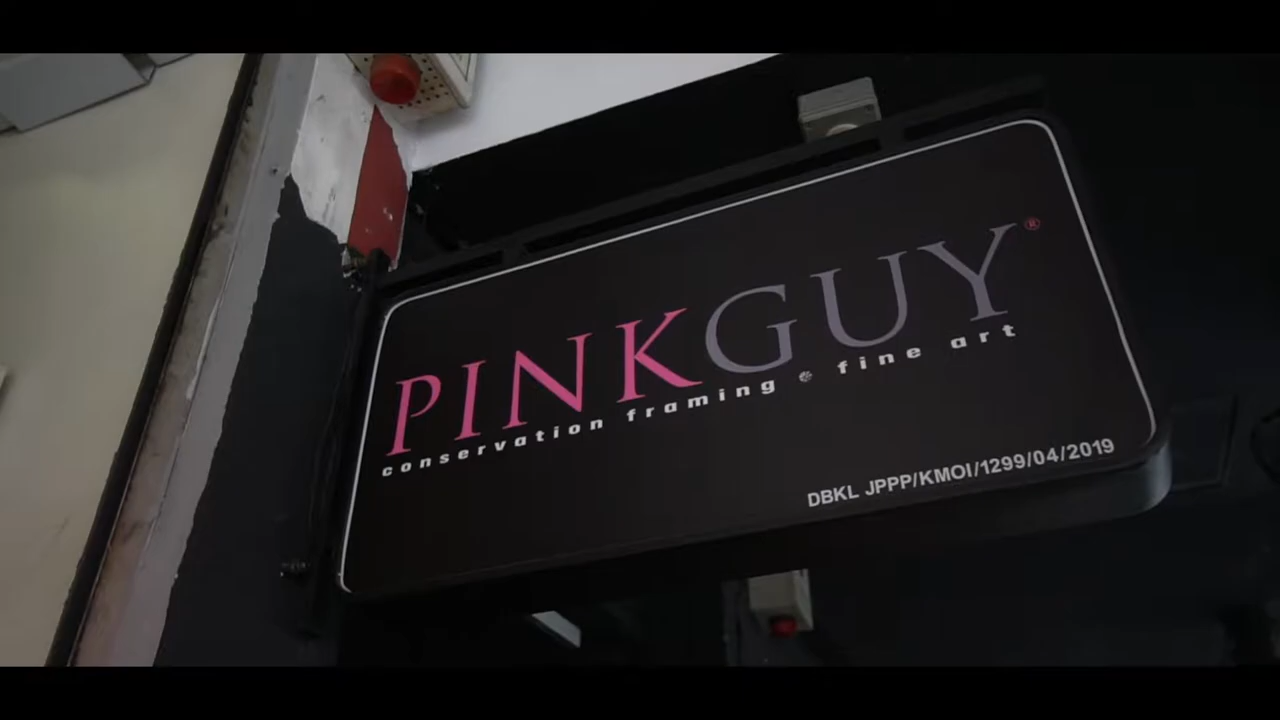 PINKGUY®
conservation framing * fine art
DBKL JPPP/KMOI/1299/04/2019